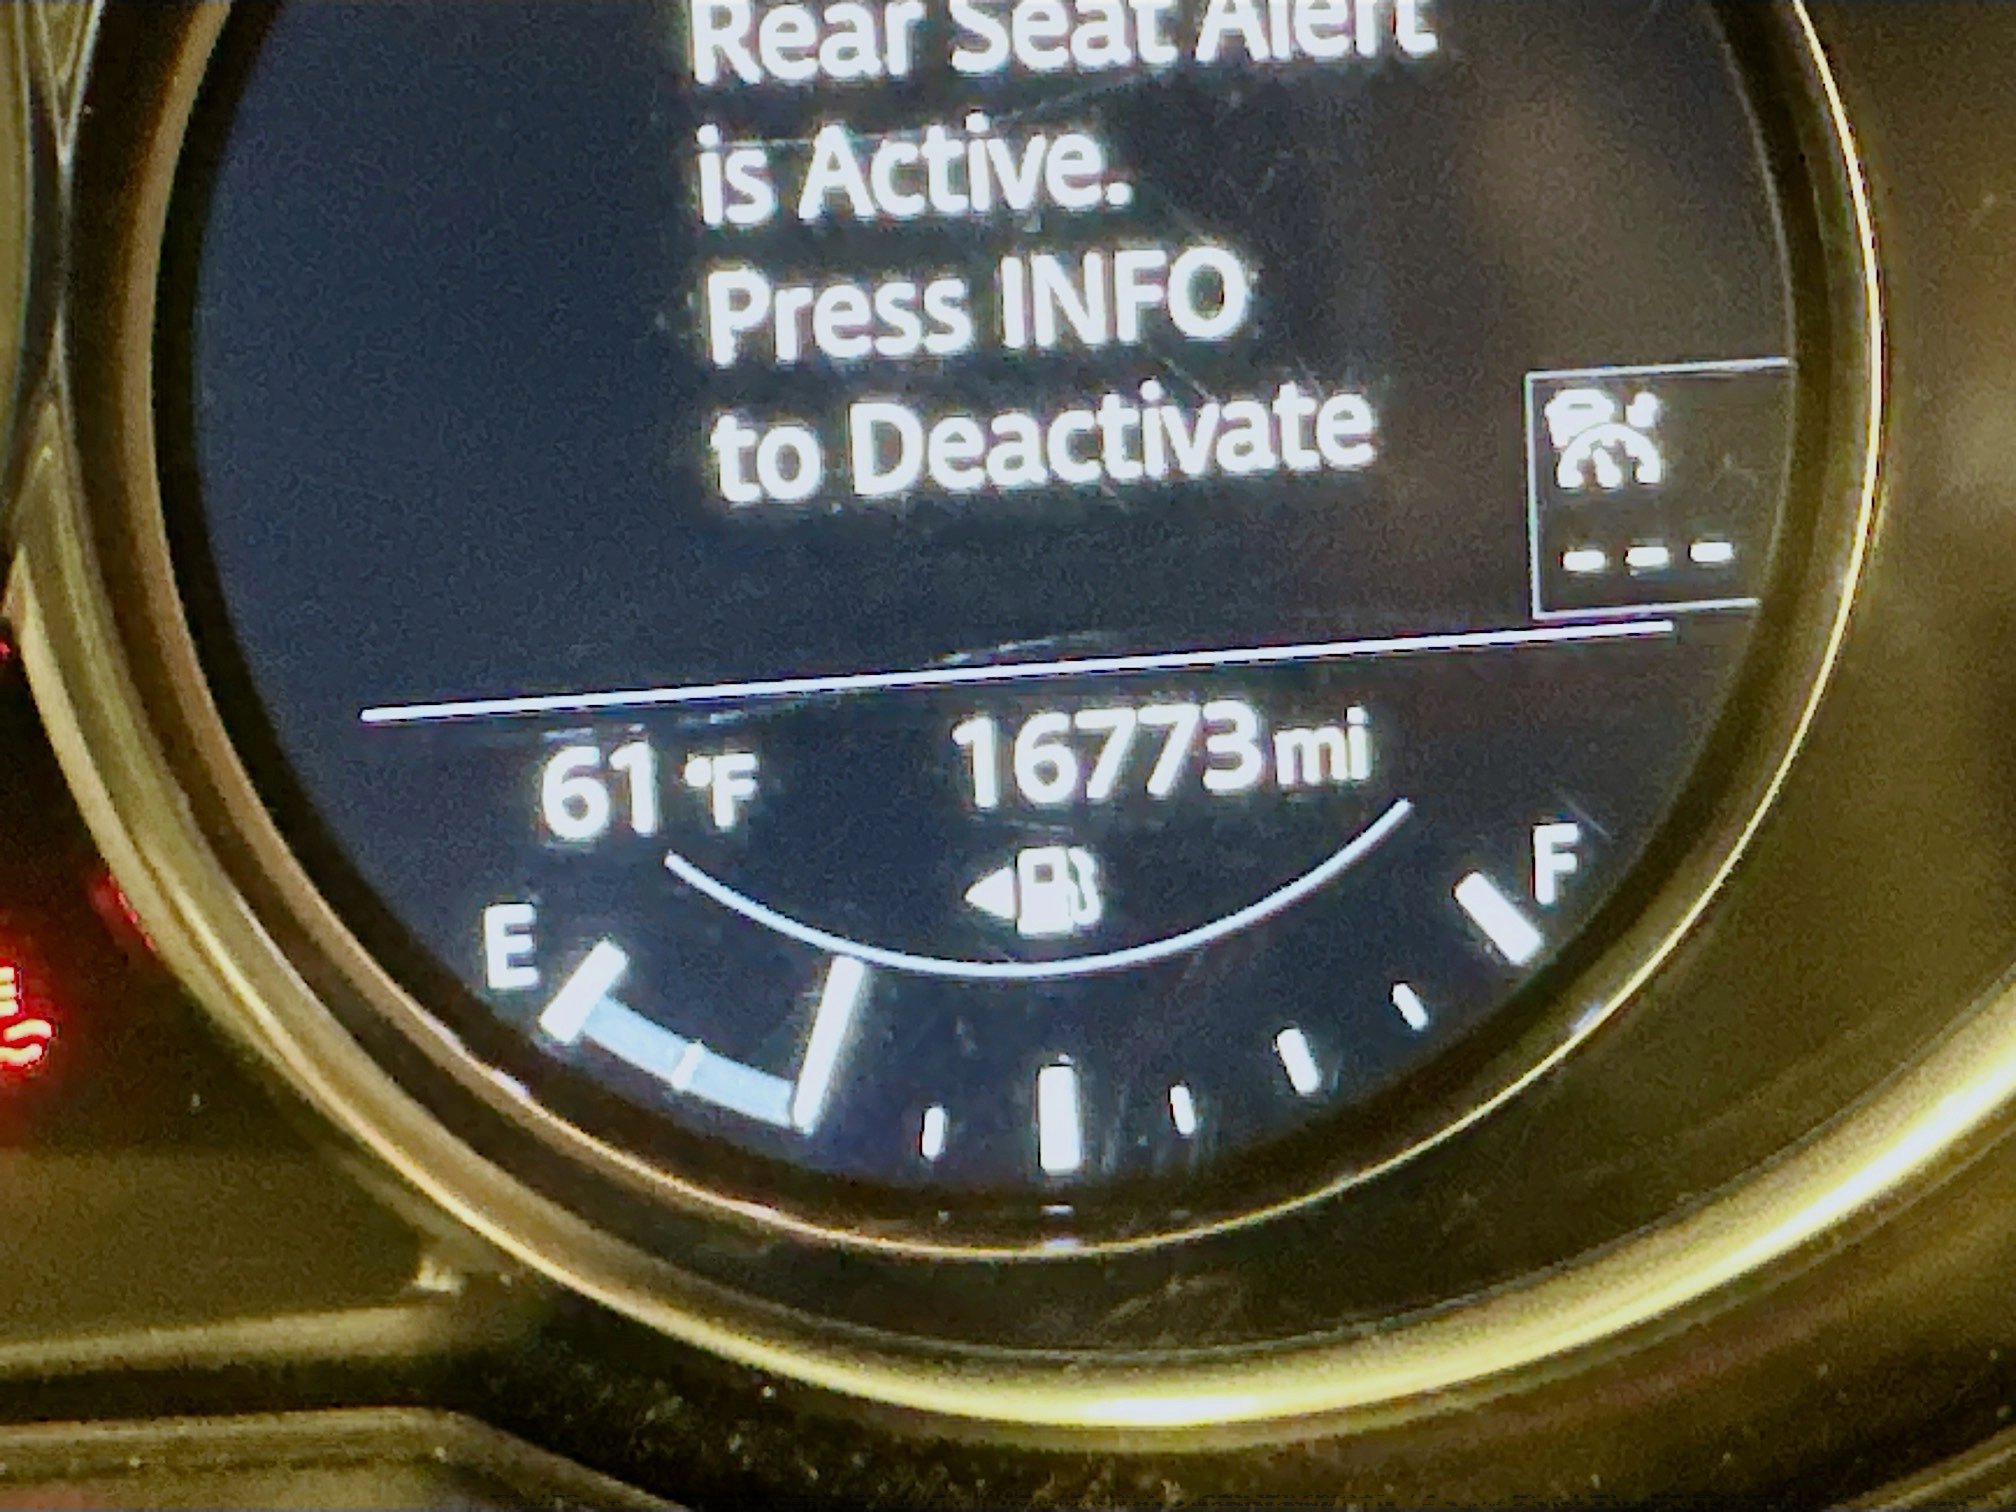 Rear Seat Alert
is Active.
Press INFO
to Deactivate
---
61 °F 16773 mi
E F